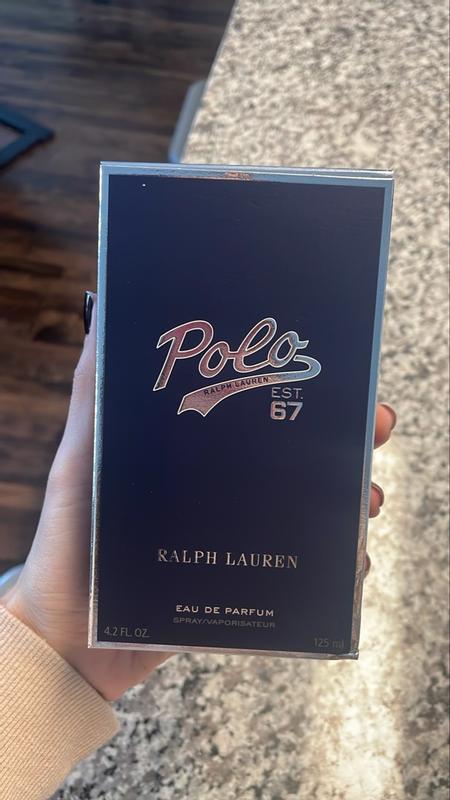 Polo
RALPH LAUREN
EST.
67
RALPH LAUREN
EAU DE PARFUM
SPRAY/VAPORISATEUR
4.2 FL. OZ.
125 ml